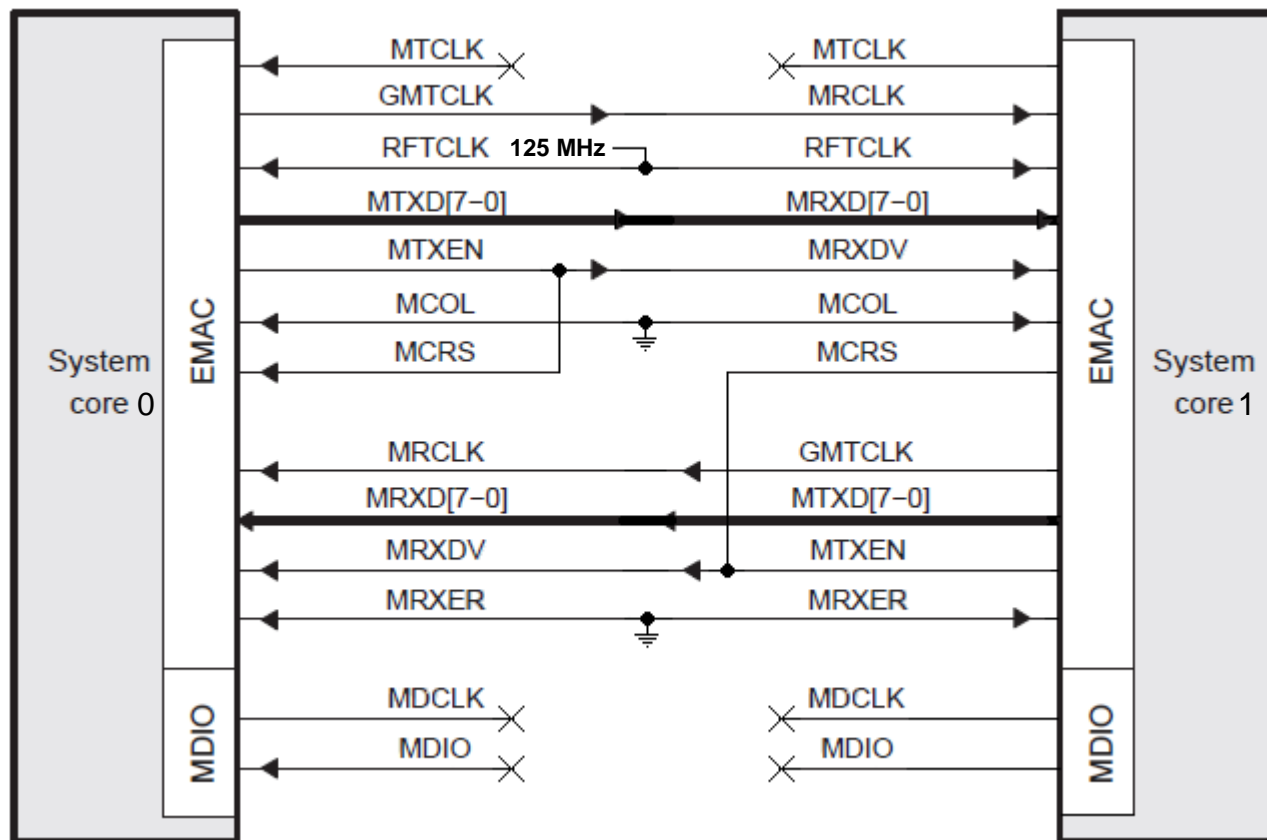 MTCLK MTCLK
GMTCLK MRCLK
RFTCLK 125 MHz RFTCLK
MTXD[7−0] MRXD[7−0]
MTXEN MRXDV
MCOL MCOL
MCRS MCRS
EMAC EMAC
System System
core 0 core 1
MRCLK GMTCLK
MRXD[7−0] MTXD[7−0]
MRXDV MTXEN
MRXER MRXER
MDCLK MDCLK
MDIO MDIO
MDIO MDIO